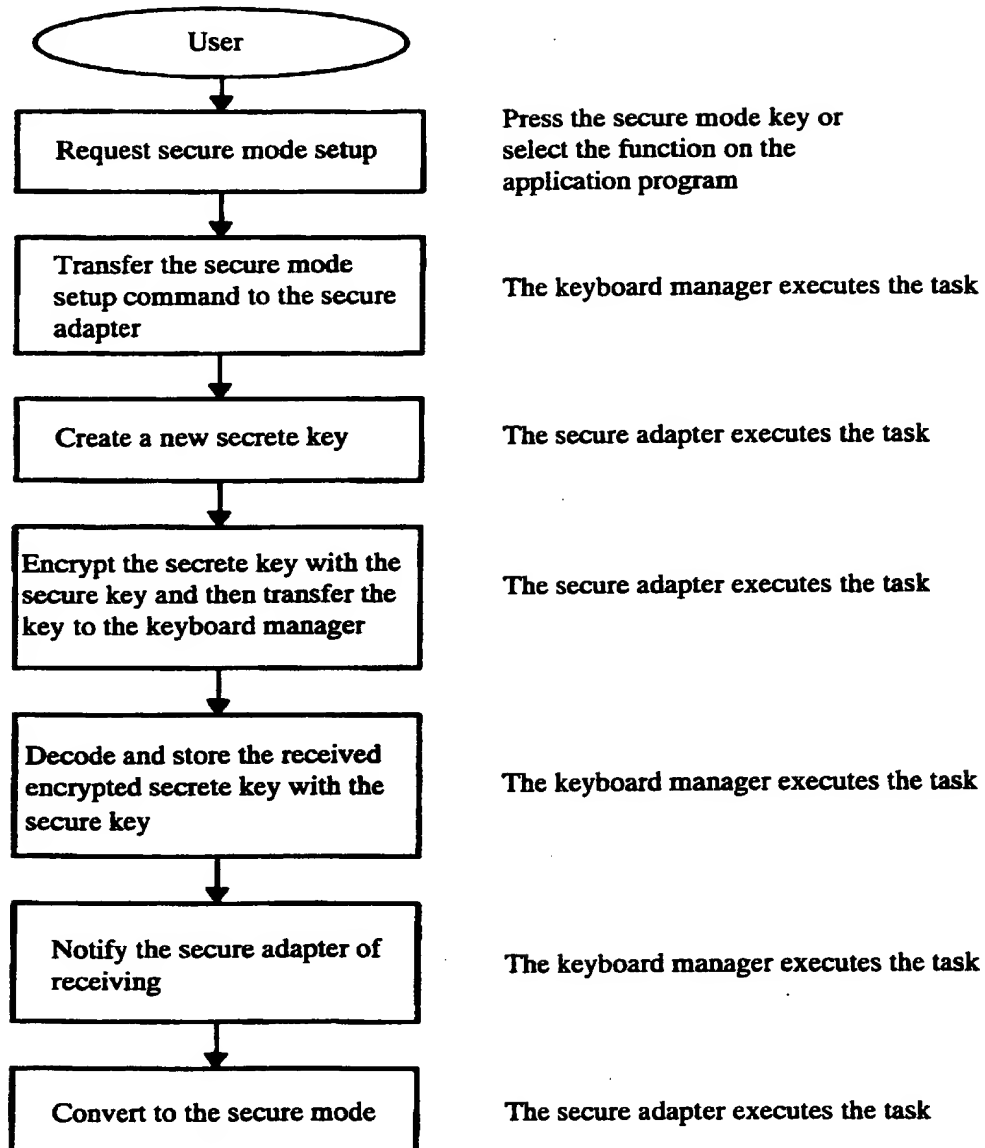 User
Request secure mode setup
Press the secure mode key or
select the function on the
application program
Transfer the secure mode
setup command to the secure
adapter
The keyboard manager executes the task
Create a new secrete key
The secure adapter executes the task
Encrypt the secrete key with the
secure key and then transfer the
key to the keyboard manager
The secure adapter executes the task
Decode and store the received
encrypted secrete key with the
secure key
The keyboard manager executes the task
Notify the secure adapter of
receiving
The keyboard manager executes the task
Convert to the secure mode
The secure adapter executes the task